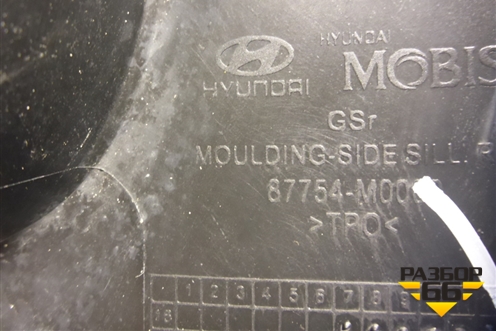 HYUNDAI
HYUNDAI MOBIS
GSr
MOULDING-SIDE SILL.
>TPO<
1 2 3 4 5 6 7 8
РАЗБОР
66